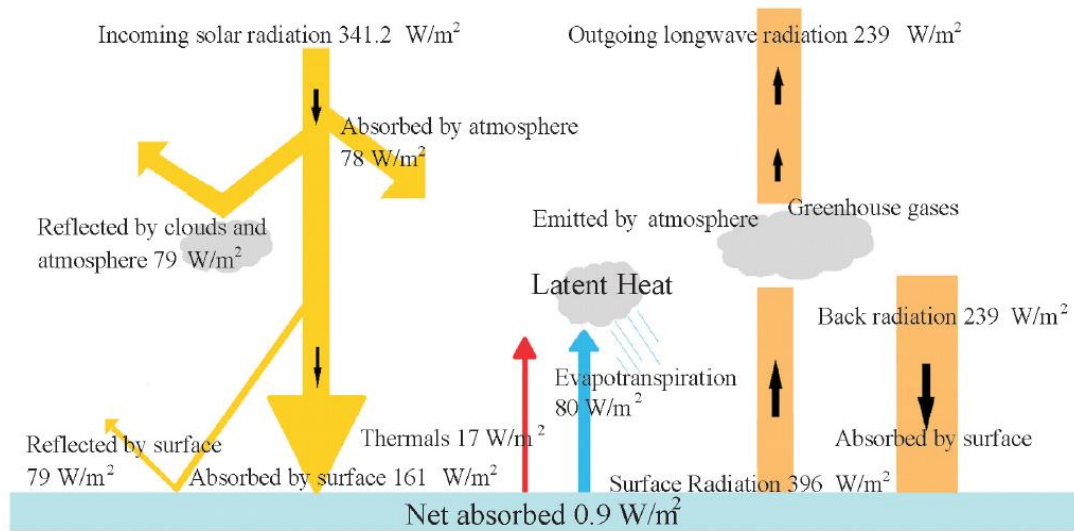 Incoming solar radiation 341.2 W/m²
Outgoing longwave radiation 239 W/m²
Absorbed by atmosphere
78 W/m²
Reflected by clouds and
atmosphere 79 W/m²
Emitted by atmosphere
Greenhouse gases
Latent Heat
Back radiation 239 W/m²
Evapotranspiration
80 W/m²
Reflected by surface
79 W/m²
Thermals 17 W/m²
Absorbed by surface
Absorbed by surface 161 W/m²
Surface Radiation 396 W/m²
Net absorbed 0.9 W/m²